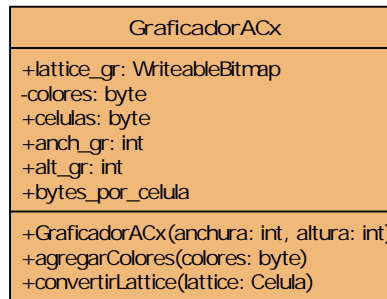 GraficadorACx
+lattice_gr: WriteableBitmap
-colores: byte
+celulas: byte
+anch_gr: int
+alt_gr: int
+bytes_por_celula
+GraficadorACx(anchura: int, altura: int)
+agregarColores(colores: byte)
+convertirLattice(lattice: Celula)